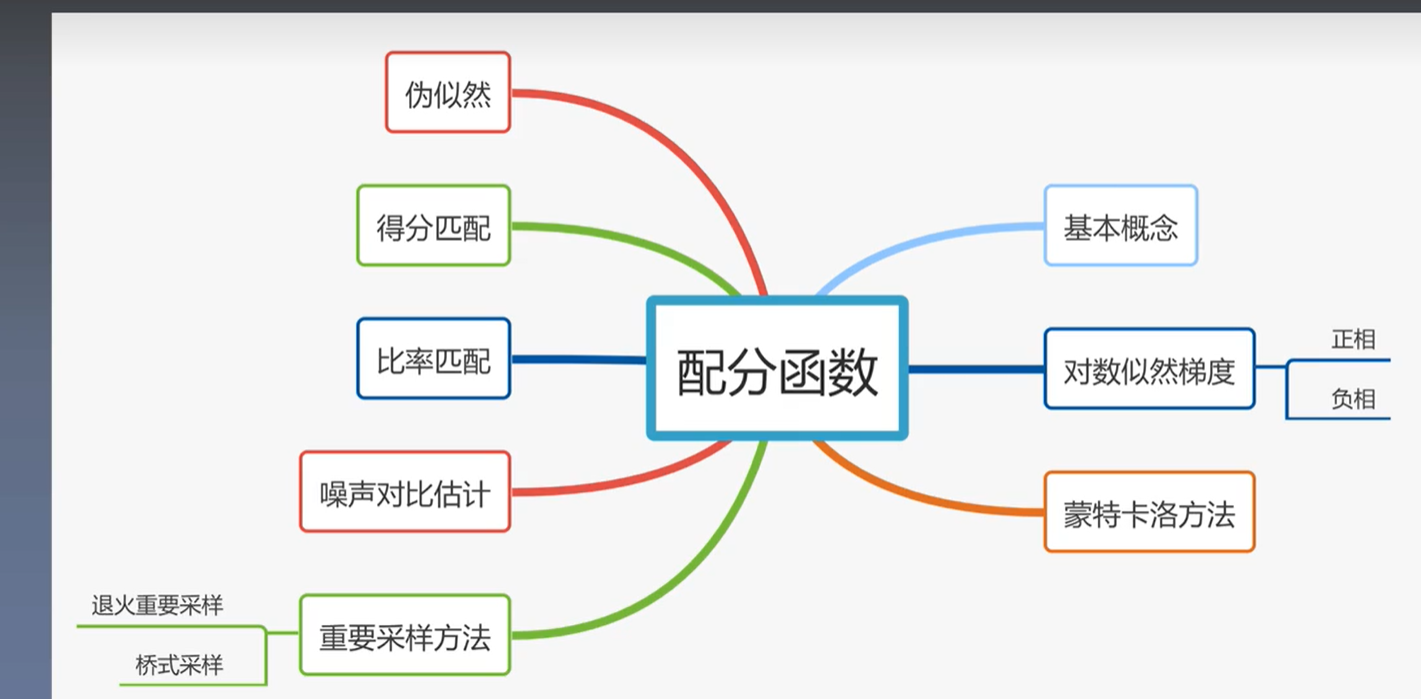 伪似然
得分匹配
基本概念
比率匹配
配分函数
对数似然梯度
正相
负相
噪声对比估计
蒙特卡洛方法
退火重要采样
重要采样方法
桥式采样